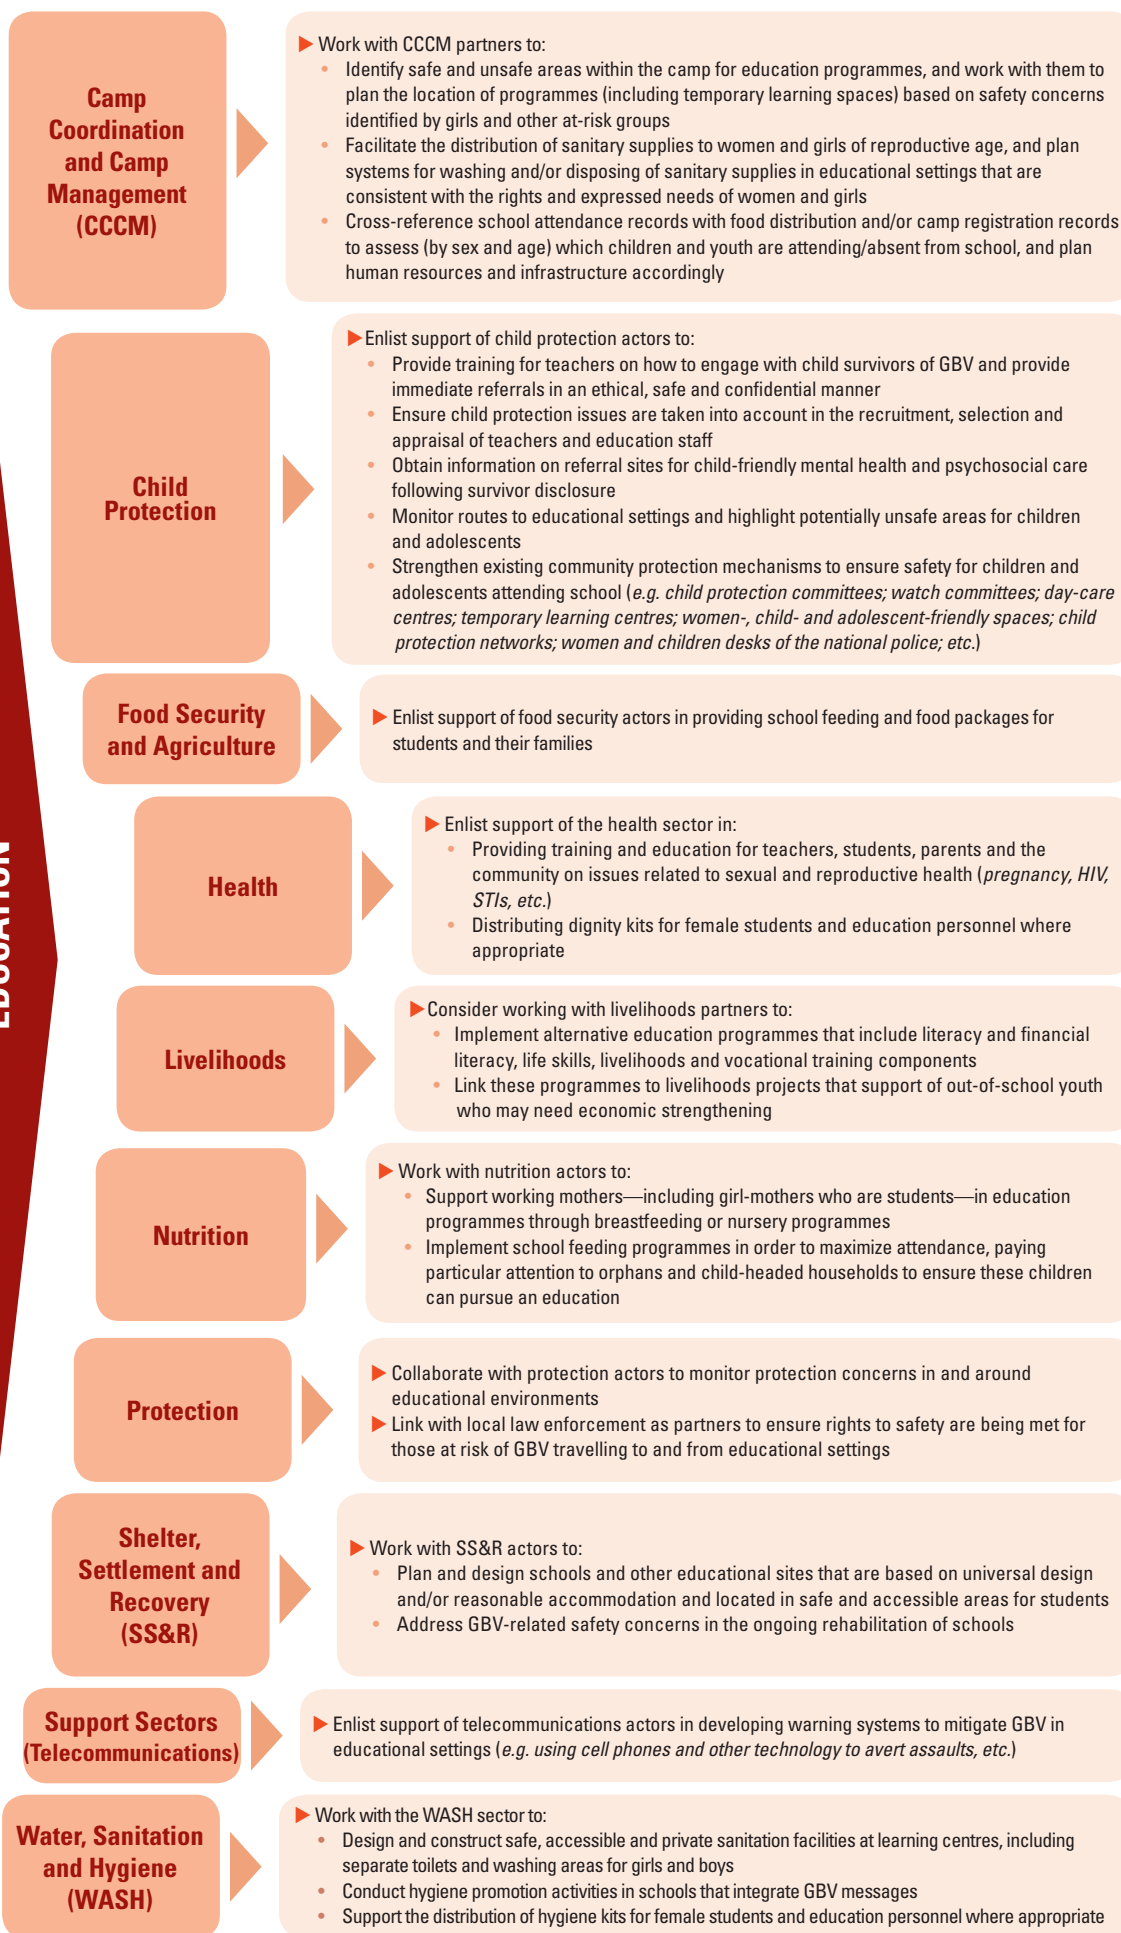 Camp
Coordination
and Camp
Management
(CCCM)
▶ Work with CCCM partners to:
• Identify safe and unsafe areas within the camp for education programmes, and work with them to
plan the location of programmes (including temporary learning spaces) based on safety concerns
identified by girls and other at-risk groups
• Facilitate the distribution of sanitary supplies to women and girls of reproductive age, and plan
systems for washing and/or disposing of sanitary supplies in educational settings that are
consistent with the rights and expressed needs of women and girls
• Cross-reference school attendance records with food distribution and/or camp registration records
to assess (by sex and age) which children and youth are attending/absent from school, and plan
human resources and infrastructure accordingly
Child
Protection
▶ Enlist support of child protection actors to:
• Provide training for teachers on how to engage with child survivors of GBV and provide
immediate referrals in an ethical, safe and confidential manner
• Ensure child protection issues are taken into account in the recruitment, selection and
appraisal of teachers and education staff
• Obtain information on referral sites for child-friendly mental health and psychosocial care
following survivor disclosure
• Monitor routes to educational settings and highlight potentially unsafe areas for children
and adolescents
• Strengthen existing community protection mechanisms to ensure safety for children and
adolescents attending school (e.g. child protection committees; watch committees; day-care
centres; temporary learning centres; women-, child- and adolescent-friendly spaces; child
protection networks; women and children desks of the national police; etc.)
Food Security
and Agriculture
▶ Enlist support of food security actors in providing school feeding and food packages for
students and their families
EDUCATION
Health
▶ Enlist support of the health sector in:
• Providing training and education for teachers, students, parents and the
community on issues related to sexual and reproductive health (pregnancy, HIV,
STIs, etc.)
• Distributing dignity kits for female students and education personnel where
appropriate
Livelihoods
▶ Consider working with livelihoods partners to:
• Implement alternative education programmes that include literacy and financial
literacy, life skills, livelihoods and vocational training components
• Link these programmes to livelihoods projects that support of out-of-school youth
who may need economic strengthening
Nutrition
▶ Work with nutrition actors to:
• Support working mothers—including girl-mothers who are students—in education
programmes through breastfeeding or nursery programmes
• Implement school feeding programmes in order to maximize attendance, paying
particular attention to orphans and child-headed households to ensure these children
can pursue an education
Protection
▶ Collaborate with protection actors to monitor protection concerns in and around
educational environments
▶ Link with local law enforcement as partners to ensure rights to safety are being met for
those at risk of GBV travelling to and from educational settings
Shelter,
Settlement and
Recovery
(SS&R)
▶ Work with SS&R actors to:
• Plan and design schools and other educational sites that are based on universal design
and/or reasonable accommodation and located in safe and accessible areas for students
• Address GBV-related safety concerns in the ongoing rehabilitation of schools
Support Sectors
(Telecommunications)
▶ Enlist support of telecommunications actors in developing warning systems to mitigate GBV in
educational settings (e.g. using cell phones and other technology to avert assaults, etc.)
Water, Sanitation
and Hygiene
(WASH)
▶ Work with the WASH sector to:
• Design and construct safe, accessible and private sanitation facilities at learning centres, including
separate toilets and washing areas for girls and boys
• Conduct hygiene promotion activities in schools that integrate GBV messages
• Support the distribution of hygiene kits for female students and education personnel where appropriate